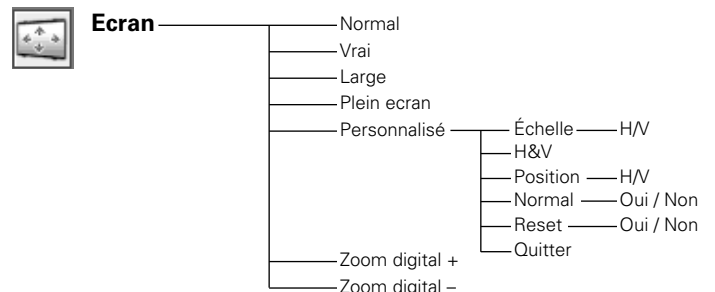 Ecran
Normal
Vrai
Large
Plein ecran
Personnalisé Échelle H/V
H&V
Position H/V
Normal Oui / Non
Reset Oui / Non
Quitter
Zoom digital +
Zoom digital –